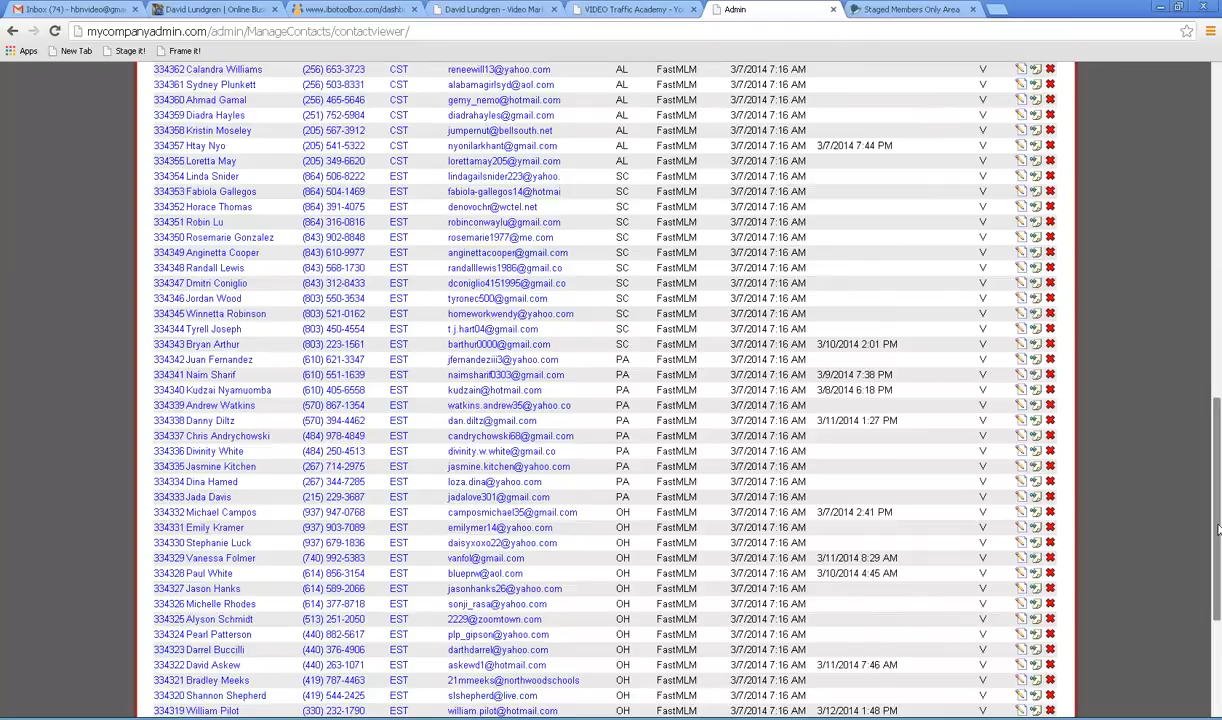 Inbox (74) - hbnvideo@gma
David Lundgren | Online Bus
www.ibotoolbox.com/dashb
David Lundgren - Video Mari
VIDEO Traffic Academy - Yo
Admin
Staged Members Only Area
mycompanyadmin.com/admin/ManageContacts/contactviewer/
Apps New Tab Stage it! Frame it!
334362 Calandra Williams (256) 653-3723 CST reneewill13@yahoo.com AL FastMLM 3/7/2014 7:16 AM V
334361 Sydney Plunkett (256) 503-8331 CST alabamagirlsyd@aol.com AL FastMLM 3/7/2014 7:16 AM V
334360 Ahmad Gamal (256) 465-5646 CST gemy_nemo@hotmail.com AL FastMLM 3/7/2014 7:16 AM V
334359 Diadra Hayles (251) 752-5984 CST diadrahayles@gmail.com AL FastMLM 3/7/2014 7:16 AM V
334358 Kristin Moseley (205) 567-3912 CST jumpernut@bellsouth.net AL FastMLM 3/7/2014 7:16 AM V
334357 Htay Nyo (205) 541-5322 CST nyonilarkhant@gmail.com AL FastMLM 3/7/2014 7:16 AM 3/7/2014 7:44 PM V
334355 Loretta May (205) 349-6620 CST lorettamay205@ymail.com AL FastMLM 3/7/2014 7:16 AM V
334354 Linda Snider (864) 506-8222 EST lindagailsnider223@yahoo. SC FastMLM 3/7/2014 7:16 AM V
334353 Fabiola Gallegos (864) 504-1469 EST fabiola-gallegos14@hotmai SC FastMLM 3/7/2014 7:16 AM V
334352 Horace Thomas (864) 391-4075 EST denovochr@wctel.net SC FastMLM 3/7/2014 7:16 AM V
334351 Robin Lu (864) 316-0816 EST robinconwaylu@gmail.com SC FastMLM 3/7/2014 7:16 AM V
334350 Rosemarie Gonzalez (843) 902-8848 EST rosemarie1977@me.com SC FastMLM 3/7/2014 7:16 AM V
334349 Anginetta Cooper (843) 610-9977 EST anginettacooper@gmail.com SC FastMLM 3/7/2014 7:16 AM V
334348 Randall Lewis (843) 568-1730 EST randalllewis1986@gmail.co SC FastMLM 3/7/2014 7:16 AM V
334347 Dmitri Coniglio (843) 312-8433 EST dconiglio4151995@gmail.co SC FastMLM 3/7/2014 7:16 AM V
334346 Jordan Wood (803) 550-3534 EST tyronec500@gmail.com SC FastMLM 3/7/2014 7:16 AM V
334345 Winnetta Robinson (803) 521-0162 EST homeworkwendy@yahoo.com SC FastMLM 3/7/2014 7:16 AM V
334344 Tyrell Joseph (803) 450-4554 EST t.j.hart04@gmail.com SC FastMLM 3/7/2014 7:16 AM V
334343 Bryan Arthur (803) 223-1561 EST barthur0000@gmail.com SC FastMLM 3/7/2014 7:16 AM 3/10/2014 2:01 PM V
334342 Juan Fernandez (610) 621-3347 EST jfernandeziii3@yahoo.com PA FastMLM 3/7/2014 7:16 AM V
334341 Naim Sharif (610) 551-1639 EST naimsharif0303@gmail.com PA FastMLM 3/7/2014 7:16 AM 3/9/2014 7:38 PM V
334340 Kudzai Nyamuomba (610) 405-6558 EST kudzain@hotmail.com PA FastMLM 3/7/2014 7:16 AM 3/8/2014 6:18 PM V
334339 Andrew Watkins (570) 867-1354 EST watkins.andrew35@yahoo.co PA FastMLM 3/7/2014 7:16 AM V
334338 Danny Diltz (570) 394-4462 EST dan.diltz@gmail.com PA FastMLM 3/7/2014 7:16 AM 3/11/2014 1:27 PM V
334337 Chris Andrychowski (484) 978-4849 EST candrychowski68@gmail.com PA FastMLM 3/7/2014 7:16 AM V
334336 Divinity White (484) 250-4513 EST divinity.w.white@gmail.co PA FastMLM 3/7/2014 7:16 AM V
334335 Jasmine Kitchen (267) 714-2975 EST jasmine.kitchen@yahoo.com PA FastMLM 3/7/2014 7:16 AM V
334334 Dina Hamed (267) 344-7285 EST loza.dina@yahoo.com PA FastMLM 3/7/2014 7:16 AM V
334333 Jada Davis (215) 229-3687 EST jadalove301@gmail.com PA FastMLM 3/7/2014 7:16 AM V
334332 Michael Campos (937) 947-0768 EST camposmichael35@gmail.com OH FastMLM 3/7/2014 7:16 AM 3/7/2014 2:41 PM V
334331 Emily Kramer (937) 903-7089 EST emilymer14@yahoo.com OH FastMLM 3/7/2014 7:16 AM V
334330 Stephanie Luck (937) 679-1836 EST daisyxoxo22@yahoo.com OH FastMLM 3/7/2014 7:16 AM V
334329 Vanessa Folmer (740) 992-5383 EST vanfol@gmail.com OH FastMLM 3/7/2014 7:16 AM 3/11/2014 8:29 AM V
334328 Paul White (614) 856-3154 EST blueprw@aol.com OH FastMLM 3/7/2014 7:16 AM 3/10/2014 4:45 AM V
334327 Jason Hanks (614) 589-2066 EST jasonhanks26@yahoo.com OH FastMLM 3/7/2014 7:16 AM V
334326 Michelle Rhodes (614) 377-8718 EST sonji_rasa@yahoo.com OH FastMLM 3/7/2014 7:16 AM V
334325 Alyson Schmidt (513) 251-2050 EST 2229@zoomtown.com OH FastMLM 3/7/2014 7:16 AM V
334324 Pearl Patterson (440) 882-5617 EST plp_gipson@yahoo.com OH FastMLM 3/7/2014 7:16 AM V
334323 Darrel Buccilli (440) 376-4906 EST darthdarrel@yahoo.com OH FastMLM 3/7/2014 7:16 AM V
334322 David Askew (440) 263-1071 EST askewd1@hotmail.com OH FastMLM 3/7/2014 7:16 AM 3/11/2014 7:46 AM V
334321 Bradley Meeks (419) 787-4463 EST 21mmeeks@northwoodschools OH FastMLM 3/7/2014 7:16 AM V
334320 Shannon Shepherd (419) 544-2425 EST slshepherd@live.com OH FastMLM 3/7/2014 7:16 AM V
334319 William Pilot (330) 232-1790 EST william.pilot@hotmail.com OH FastMLM 3/7/2014 7:16 AM 3/12/2014 1:48 PM V